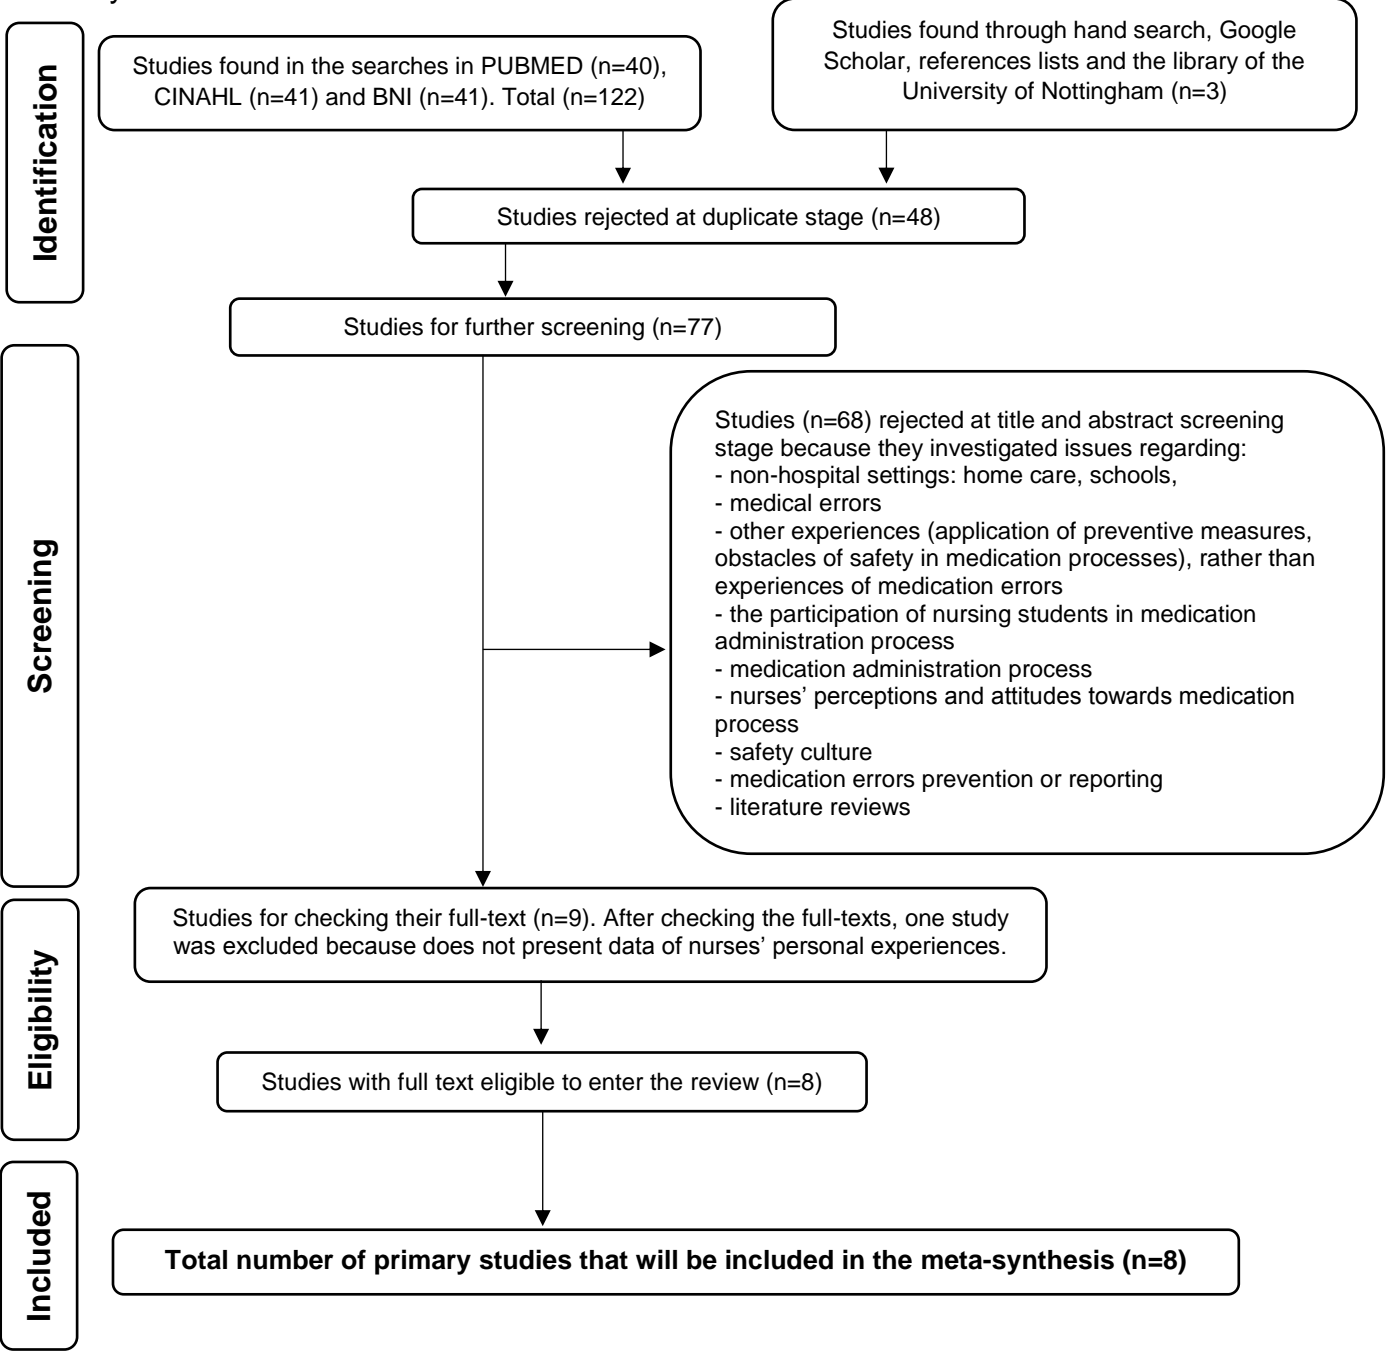 Identification
Studies found in the searches in PUBMED (n=40),
CINAHL (n=41) and BNI (n=41). Total (n=122)
Studies found through hand search, Google
Scholar, references lists and the library of the
University of Nottingham (n=3)
Studies rejected at duplicate stage (n=48)
Studies for further screening (n=77)
Screening
Studies (n=68) rejected at title and abstract screening
stage because they investigated issues regarding:
- non-hospital settings: home care, schools,
- medical errors
- other experiences (application of preventive measures,
obstacles of safety in medication processes), rather than
experiences of medication errors
- the participation of nursing students in medication
administration process
- medication administration process
- nurses’ perceptions and attitudes towards medication
process
- safety culture
- medication errors prevention or reporting
- literature reviews
Eligibility
Studies for checking their full-text (n=9). After checking the full-texts, one study
was excluded because does not present data of nurses’ personal experiences.
Studies with full text eligible to enter the review (n=8)
Included
Total number of primary studies that will be included in the meta-synthesis (n=8)